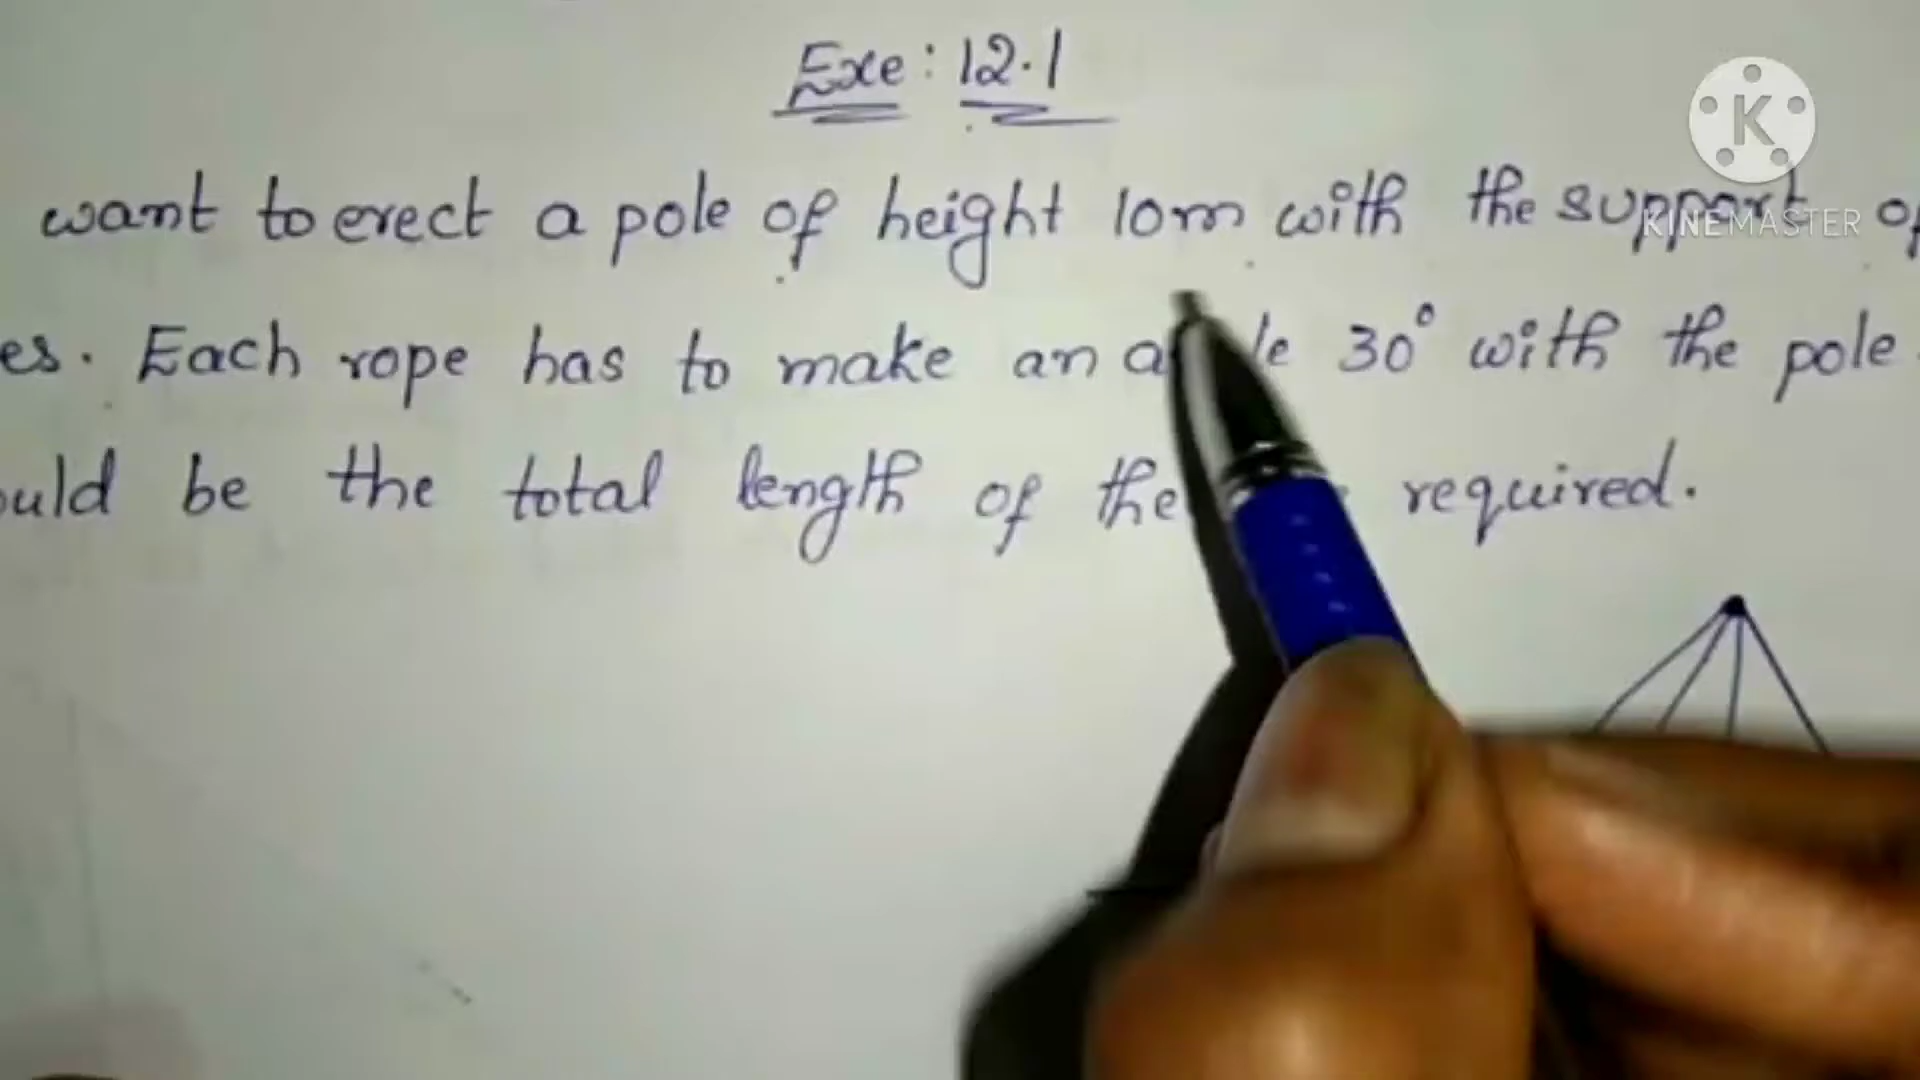 Exe : 12.1
want to erect a pole of height 10m with the support of
es. Each rope has to make an a le 30° with the pole.
ould be the total length of the required.
K
KINEMASTER